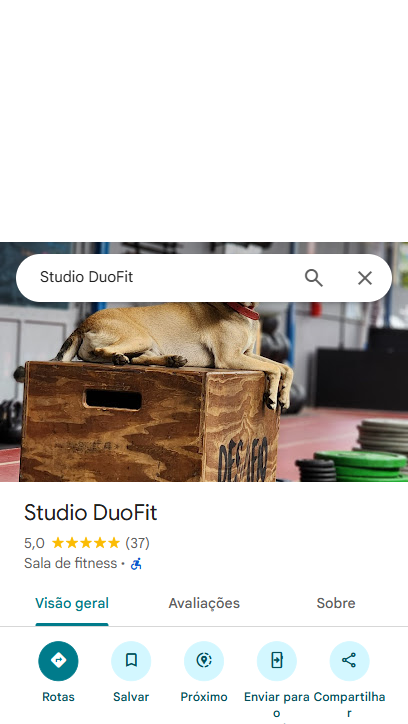 Studio DuoFit
DESAFIO
Studio DuoFit
5,0 (37)
Sala de fitness ·
Visão geral Avaliações Sobre
Rotas Salvar Próximo Enviar para o Compartilhar